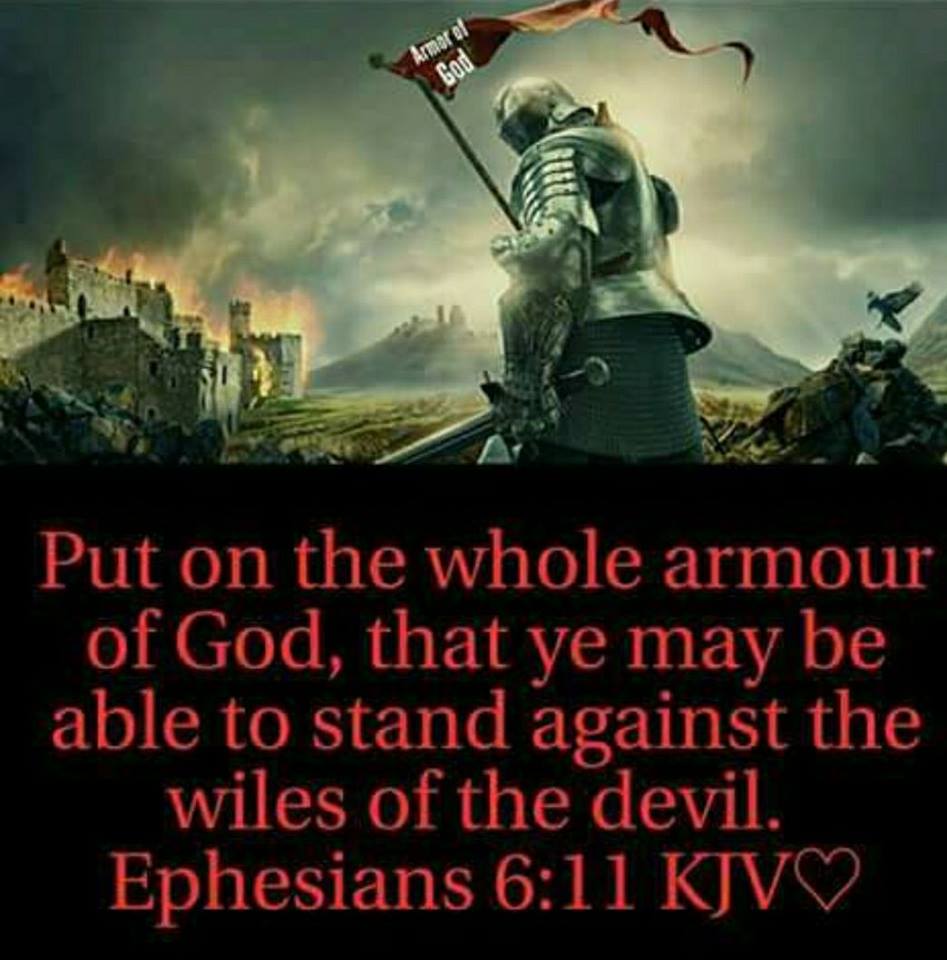 Armor of
God
Put on the whole armour
of God, that ye may be
able to stand against the
wiles of the devil.
Ephesians 6:11 KJV♡